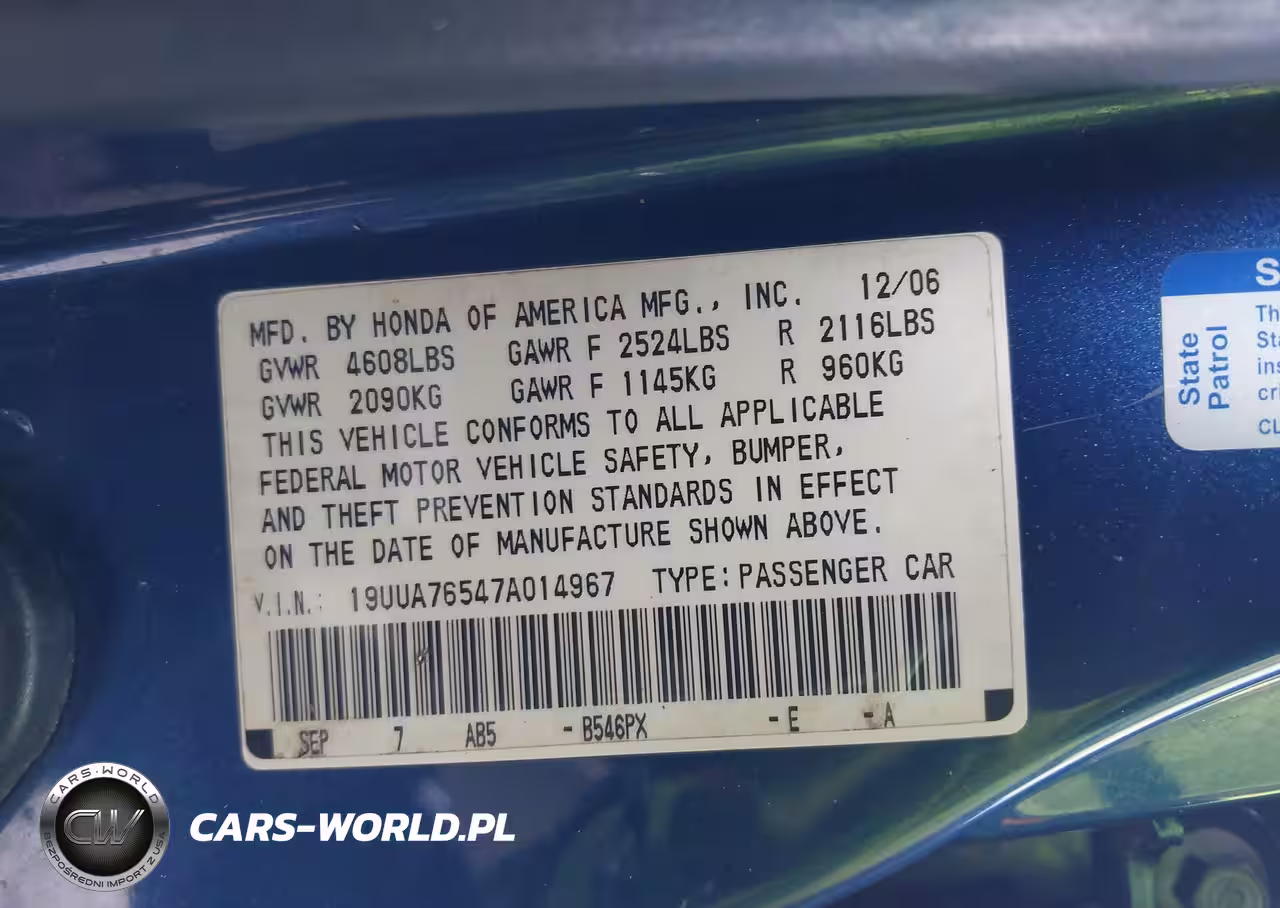 MFD. BY HONDA OF AMERICA MFG., INC. 12/06
GVWR 4608LBS GAWR F 2524LBS R 2116LBS
GVWR 2090KG GAWR F 1145KG R 960KG
THIS VEHICLE CONFORMS TO ALL APPLICABLE
FEDERAL MOTOR VEHICLE SAFETY, BUMPER,
AND THEFT PREVENTION STANDARDS IN EFFECT
ON THE DATE OF MANUFACTURE SHOWN ABOVE.
V.I.N.: 19UUA76547A014967 TYPE: PASSENGER CAR
SEP 7 AB5 - B546PX - E - A
State
Patrol
CARS-WORLD
CW
BEZPOŚREDNI IMPORT Z USA
CARS-WORLD.PL